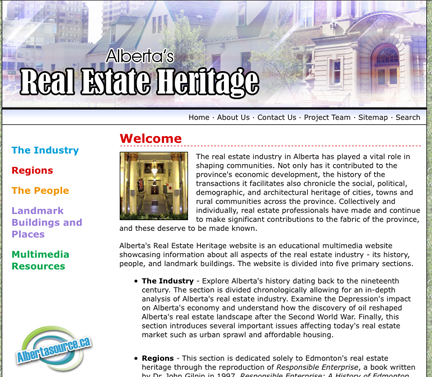 Alberta's
Real Estate Heritage
Home · About Us · Contact Us · Project Team · Sitemap · Search
The Industry
Regions
The People
Landmark
Buildings and
Places
Multimedia
Resources
Albertasource.ca
Welcome
The real estate industry in Alberta has played a vital role in
shaping communities. Not only has it contributed to the
province's economic development, the history of the
transactions it facilitates also chronicle the social, political,
demographic, and architectural heritage of cities, towns and
rural communities across the province. Collectively and
individually, real estate professionals have made and continue
to make significant contributions to the fabric of the province,
and these deserve to be made known.
Alberta's Real Estate Heritage website is an educational multimedia website
showcasing information about all aspects of the real estate industry - its history,
people, and landmark buildings. The website is divided into five primary sections.
• The Industry - Explore Alberta's history dating back to the nineteenth
century. The section is divided chronologically allowing for an in-depth
analysis of Alberta's real estate industry. Examine the Depression's impact
on Alberta's economy and understand how the discovery of oil reshaped
Alberta's real estate landscape after the Second World War. Finally, this
section introduces several important issues affecting today's real estate
market such as urban sprawl and affordable housing.
• Regions - This section is dedicated solely to Edmonton's real estate
heritage through the reproduction of Responsible Enterprise, a book written
by Dr. John Gilpin in 1997. Responsible Enterprise: A History of Edmonton